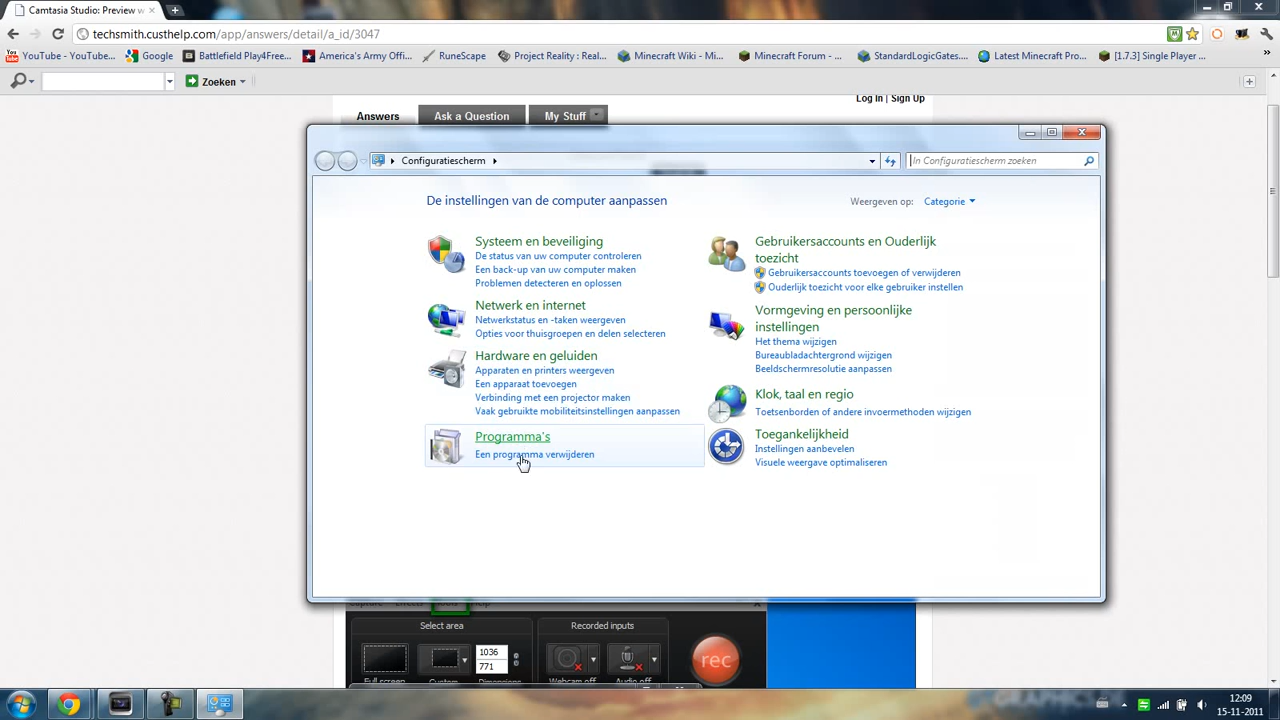 Camtasia Studio: Preview w
techsmith.custhelp.com/app/answers/detail/a_id/3047
YouTube - YouTube - M...
Google
Battlefield Play4Free...
America's Army Offi...
RuneScape
Project Reality : Real...
Minecraft Wiki - Mi...
Minecraft Forum - ...
StandardLogicGates....
Latest Minecraft Pro...
[1.7.3] Single Player ...
Zoeken
Log In | Sign Up
Answers
Ask a Question
My Stuff
Configuratiescherm
In Configuratiescherm zoeken
De instellingen van de computer aanpassen
Weergeven op: Categorie
Systeem en beveiliging
De status van uw computer controleren
Een back-up van uw computer maken
Problemen detecteren en oplossen
Netwerk en internet
Netwerkstatus en -taken weergeven
Opties voor thuisgroepen en delen selecteren
Hardware en geluiden
Apparaten en printers weergeven
Een apparaat toevoegen
Verbinding met een projector maken
Vaak gebruikte mobiliteitsinstellingen aanpassen
Programma's
Een programma verwijderen
Gebruikersaccounts en Ouderlijk
toezicht
Gebruikersaccounts toevoegen of verwijderen
Ouderlijk toezicht voor elke gebruiker instellen
Vormgeving en persoonlijke
instellingen
Het thema wijzigen
Bureaubladachtergrond wijzigen
Beeldschermresolutie aanpassen
Klok, taal en regio
Toetsenborden of andere invoermethoden wijzigen
Toegankelijkheid
Instellingen aanbevelen
Visuele weergave optimaliseren
Select area
Recorded inputs
Full screen
Custom
1036
771
Dimensions
Webcam off
Audio off
rec
12:09
15-11-2011